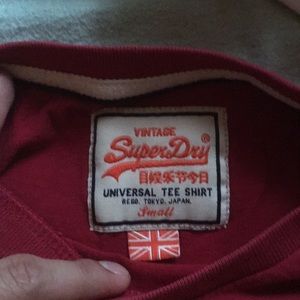 VINTAGE
SuperDry®
UNIVERSAL TEE SHIRT
REGD. TOKYO. JAPAN.
Small